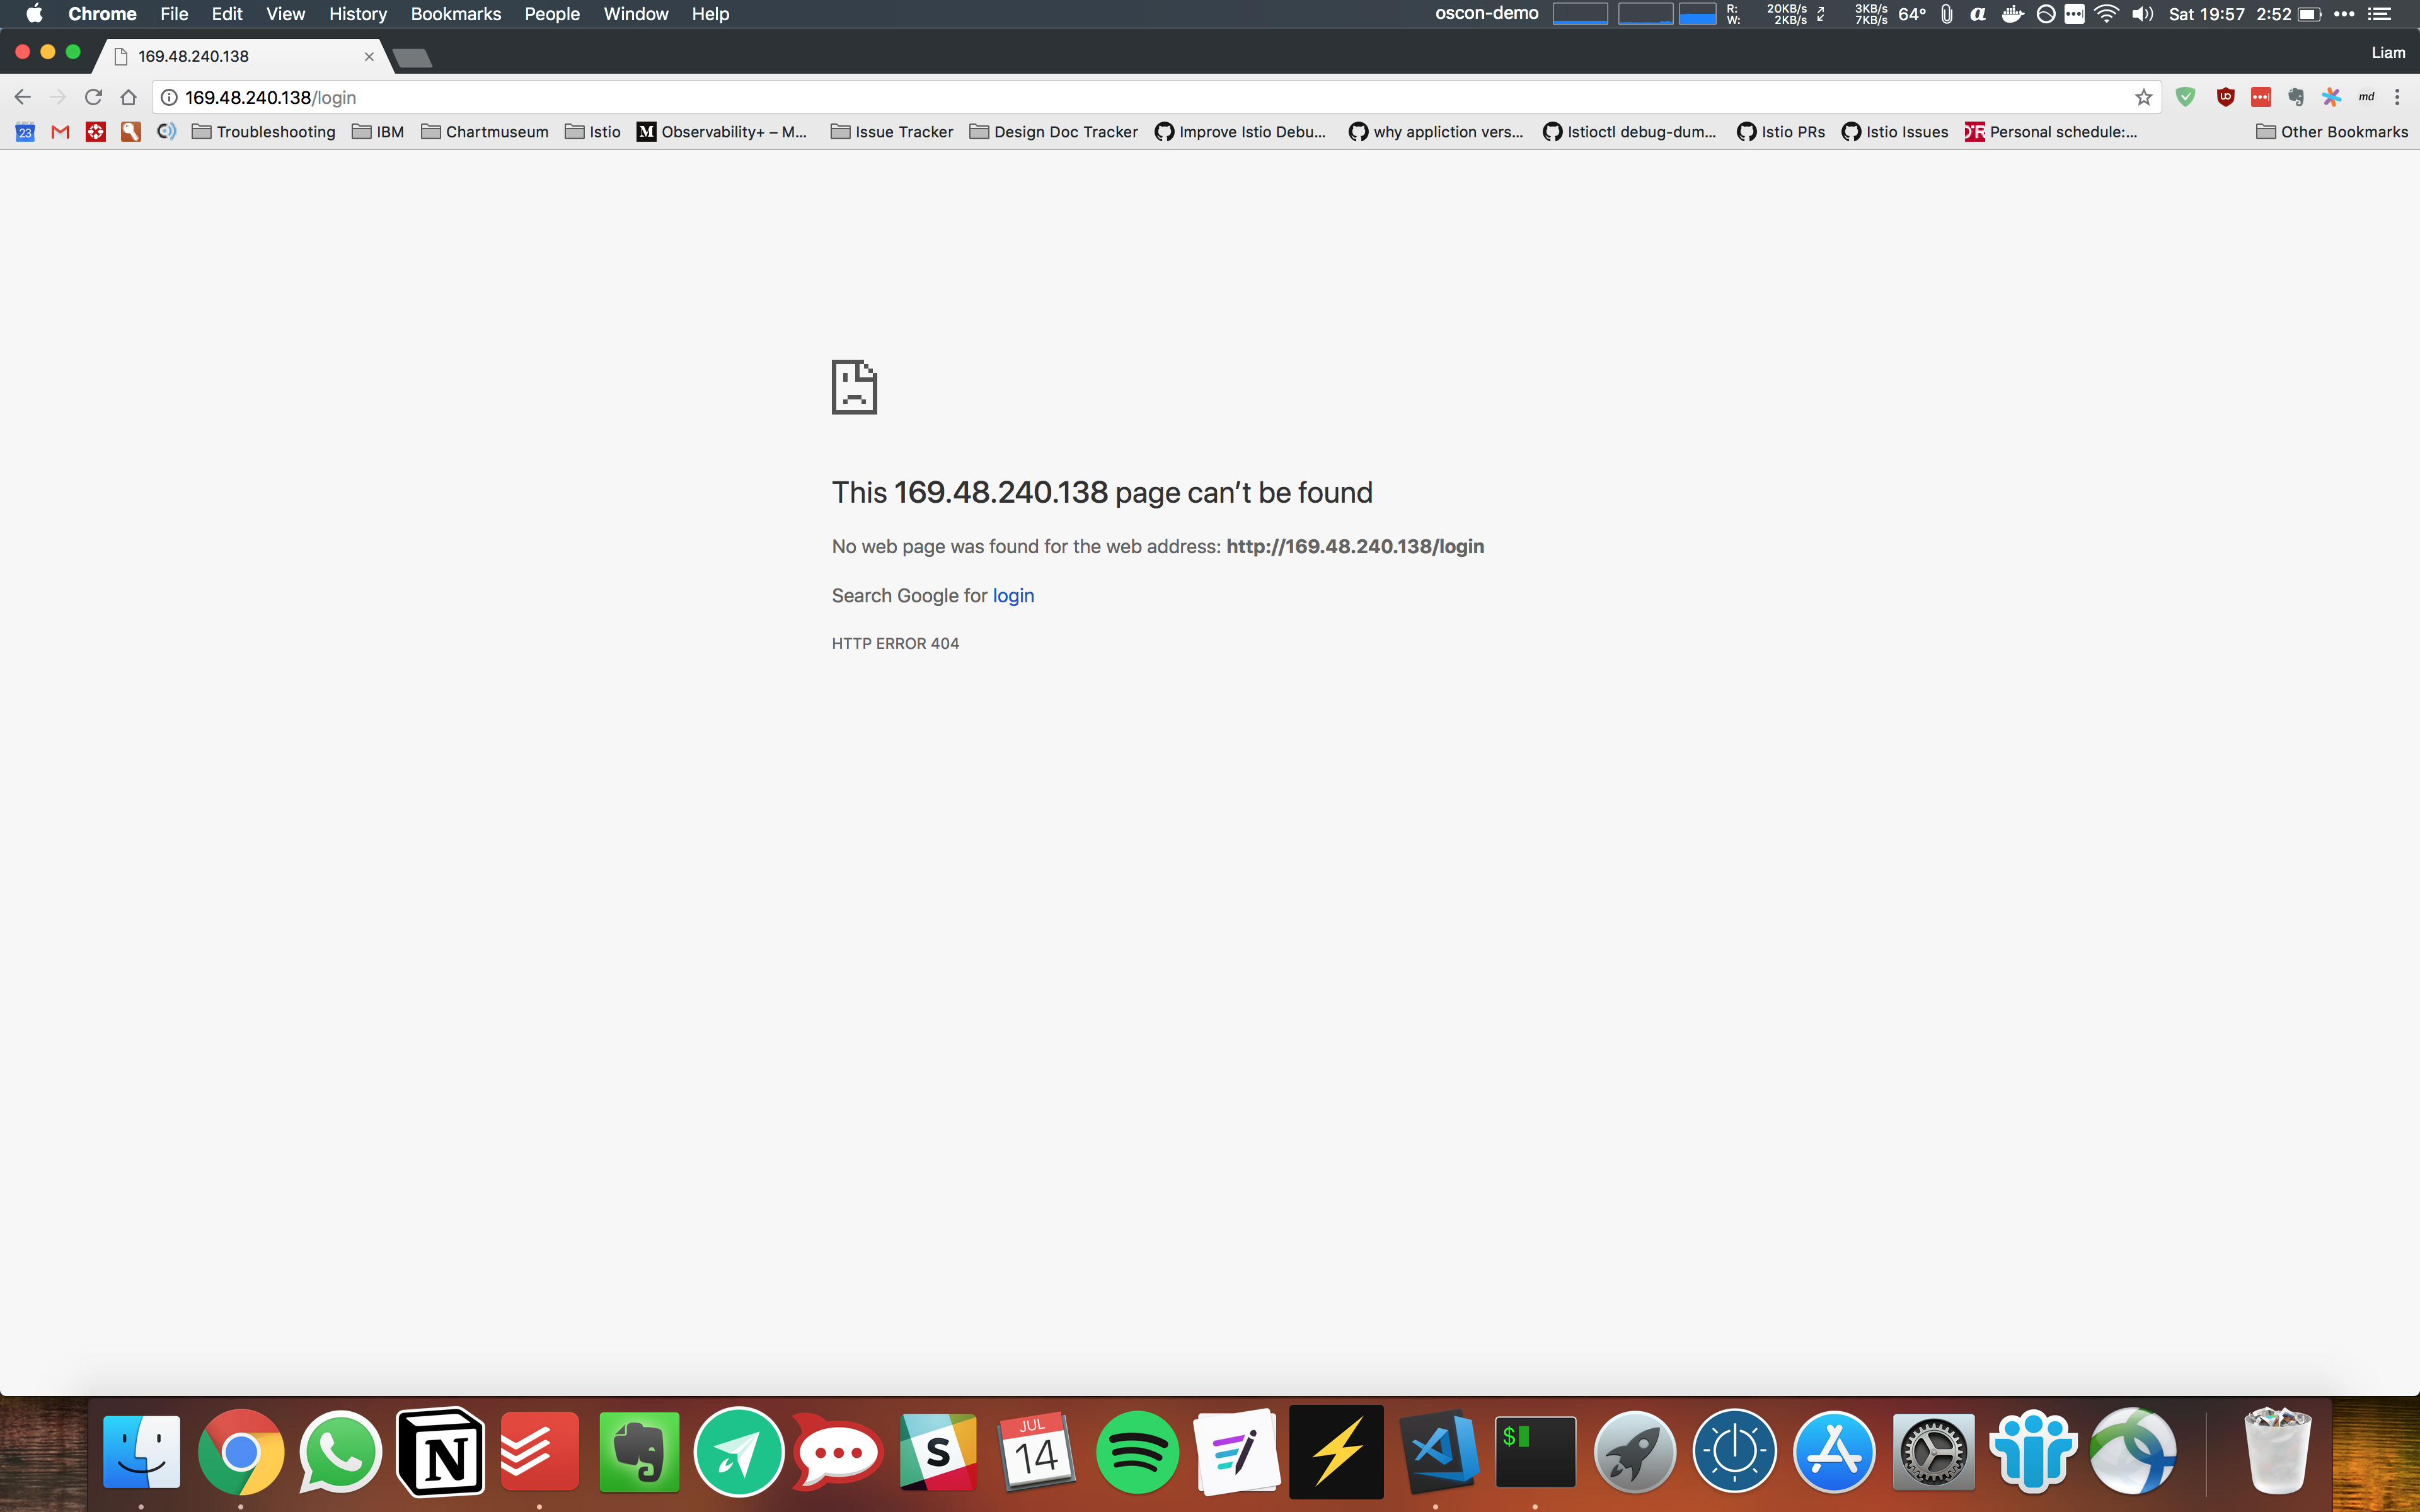 Chrome File Edit View History Bookmarks People Window Help oscon-demo R: W: 20KB/s 2KB/s 3KB/s 7KB/s 64° Sat 19:57 2:52
169.48.240.138 Liam
169.48.240.138/login md
23 Troubleshooting IBM Chartmuseum Istio M Observability+ – M... Issue Tracker Design Doc Tracker Improve Istio Debu... why appliction vers... Istioctl debug-dum... Istio PRs Istio Issues Personal schedule:... Other Bookmarks
This 169.48.240.138 page can't be found
No web page was found for the web address: http://169.48.240.138/login
Search Google for login
HTTP ERROR 404
N S JUL 14 $